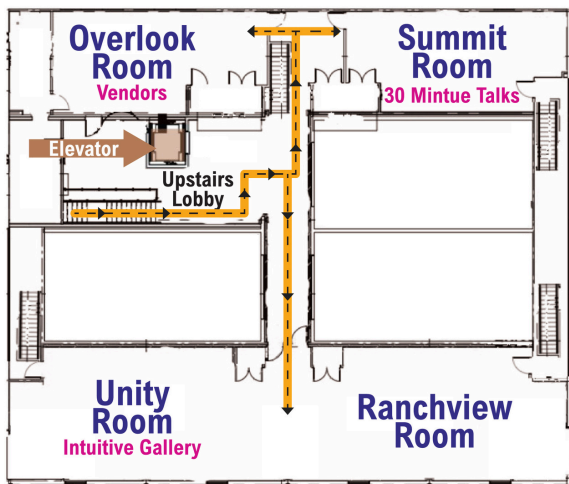 Overlook
Room
Vendors
Summit
Room
30 Mintue Talks
Elevator
Upstairs
Lobby
Unity
Room
Intuitive Gallery
Ranchview
Room